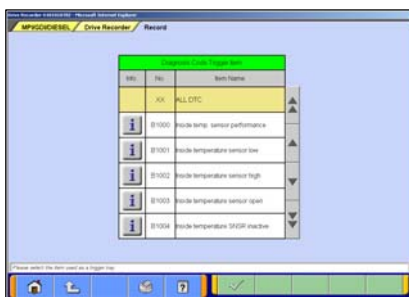 MPI/GDI/DIESEL Drive Recorder Record
Diagnosis Code Trigger Item
Info. No. Item Name
XX ALL DTC
B1000 Inside temp. sensor performance
B1001 Inside temperature sensor low
B1002 Inside temperature sensor high
B1003 Inside temperature sensor open
B1004 Inside temperature SNSR inactive
Please select the item used as a trigger tray.